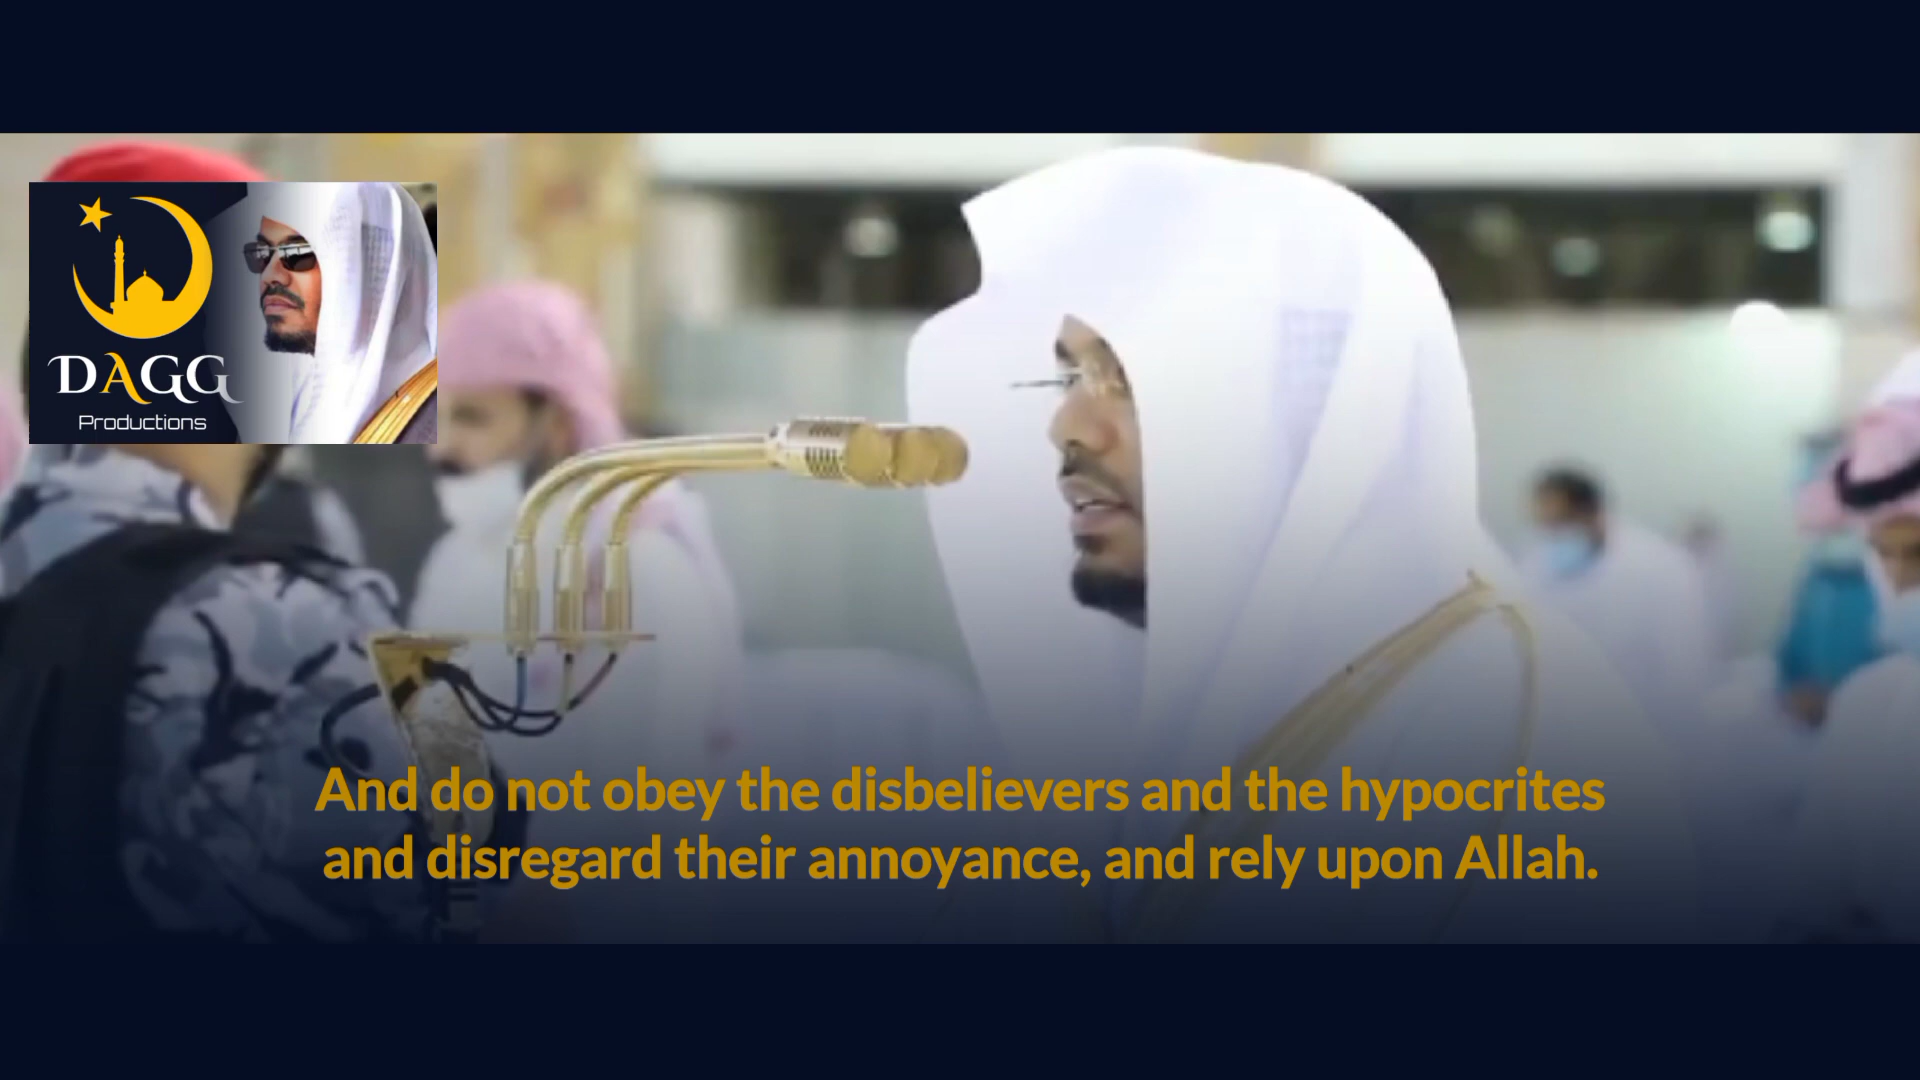 DAGG
Productions
And do not obey the disbelievers and the hypocrites
and disregard their annoyance, and rely upon Allah.